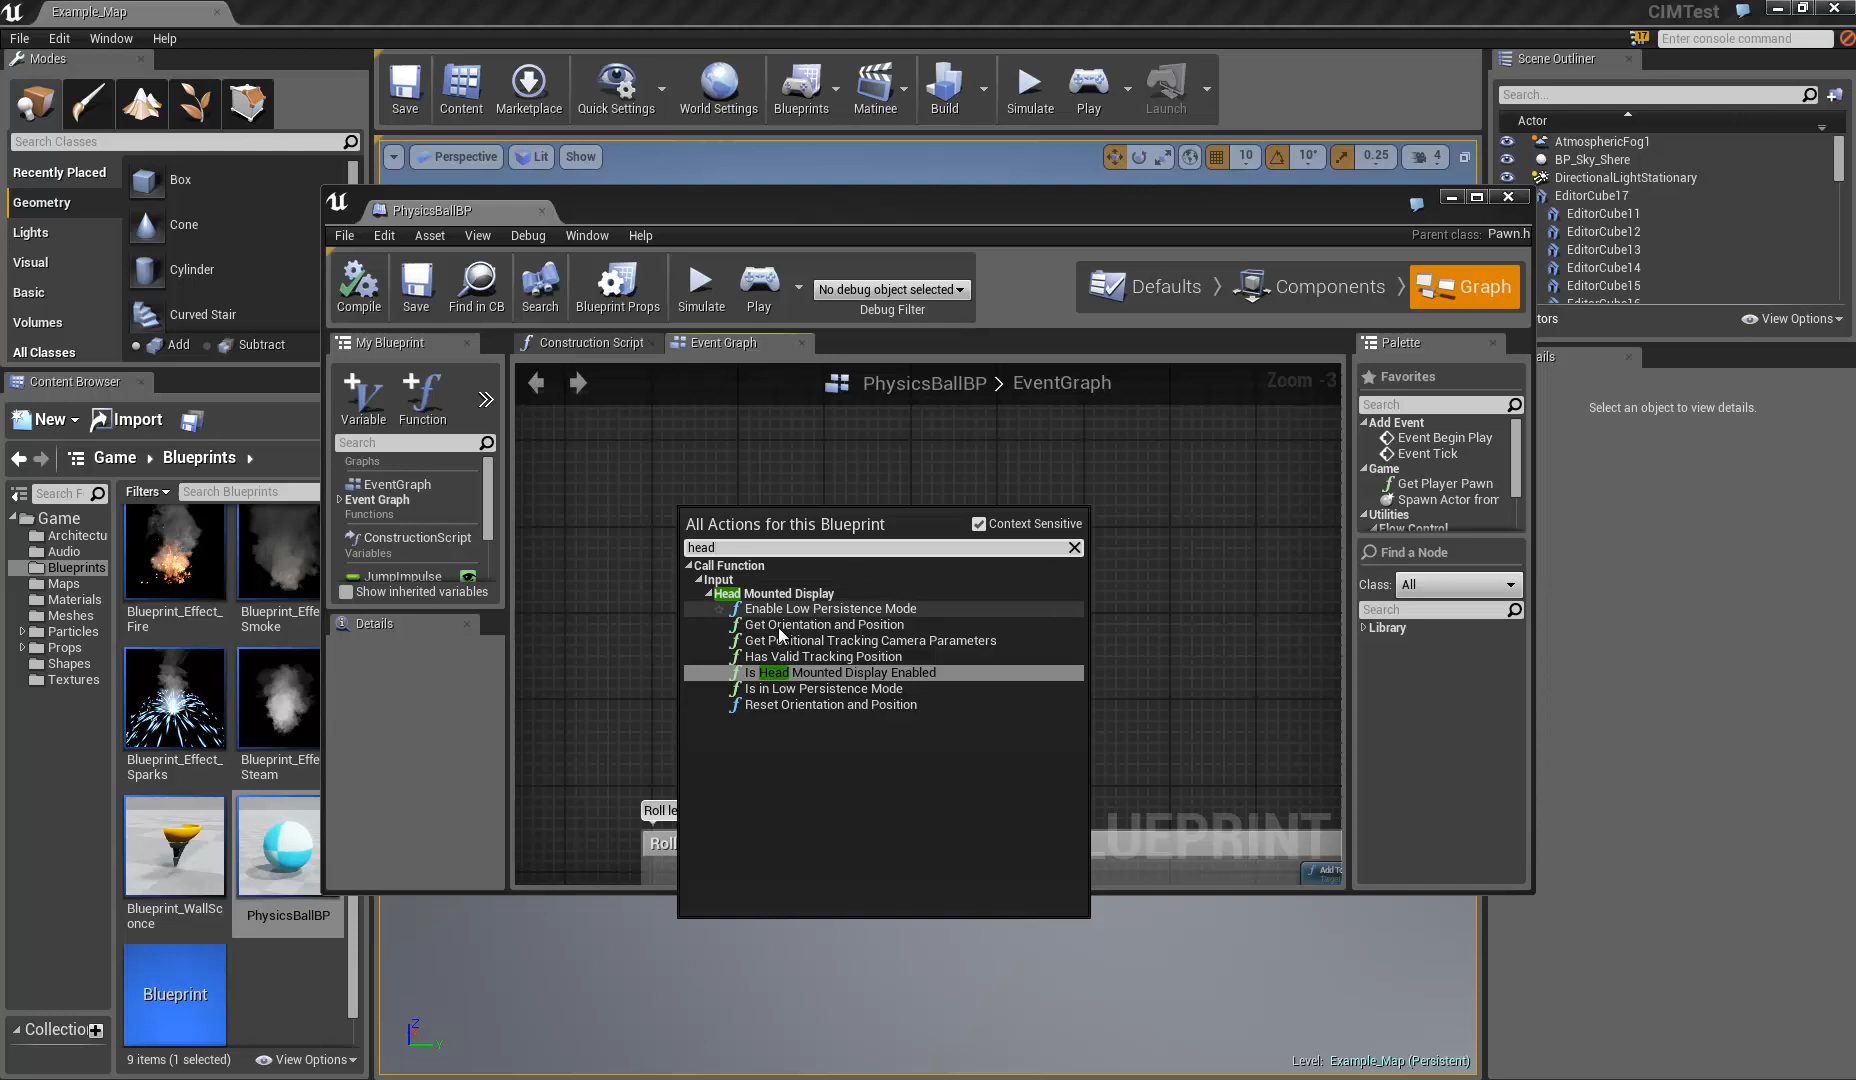 Example_Map
CIMTest
File Edit Window Help
17
Enter console command
Modes
Search Classes
Recently Placed
Geometry
Lights
Visual
Basic
Volumes
All Classes
Box
Cone
Cylinder
Curved Stair
Add Subtract
Save Content Marketplace Quick Settings World Settings Blueprints Matinee Build Simulate Play Launch
Perspective Lit Show
10 10° 0.25 4
Scene Outliner
Search...
Actor
AtmosphericFog1
BP_Sky_Shere
DirectionalLightStationary
EditorCube17
EditorCube11
EditorCube12
EditorCube13
EditorCube14
EditorCube15
EditorCube16
tors
View Options
ails
Select an object to view details.
PhysicsBallBP
File Edit Asset View Debug Window Help
Parent class: Pawn.h
Compile Save Find in CB Search Blueprint Props Simulate Play
No debug object selected
Debug Filter
Defaults Components Graph
My Blueprint
Variable Function
Search
Graphs
EventGraph
Event Graph
Functions
ConstructionScript
Variables
JumpImpulse
Show inherited variables
Details
Construction Script Event Graph
PhysicsBallBP > EventGraph
Zoom -3
All Actions for this Blueprint
Context Sensitive
head
Call Function
Input
Head Mounted Display
Enable Low Persistence Mode
Get Orientation and Position
Get Positional Tracking Camera Parameters
Has Valid Tracking Position
Is Head Mounted Display Enabled
Is in Low Persistence Mode
Reset Orientation and Position
Roll le
Roll
LUEPRINT
Add To
Palette
Favorites
Search
Add Event
Event Begin Play
Event Tick
Game
Get Player Pawn
Spawn Actor from
Utilities
Flow Control
Find a Node
Class: All
Search
Library
Content Browser
New Import
Game Blueprints
Search F
Filters
Search Blueprints
Game
Architectu
Audio
Blueprints
Maps
Materials
Meshes
Particles
Props
Shapes
Textures
Blueprint_Effect_
Fire
Blueprint_Effe
Smoke
Blueprint_Effect_
Sparks
Blueprint_Effe
Steam
Blueprint_WallSc
once
PhysicsBallBP
Blueprint
Collectio
9 items (1 selected)
View Options
Z
Y
Level: Example_Map (Persistent)